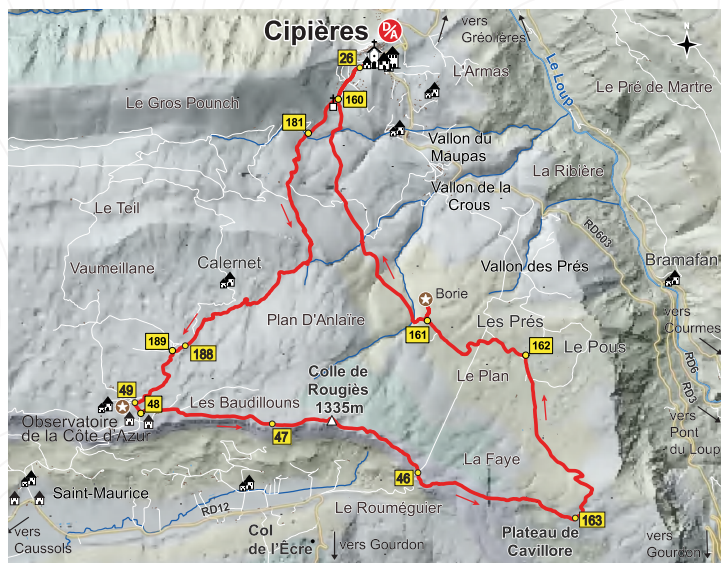 Cipières D/A
vers
Gréolières
N
26
L'Armas
Le Loup
Le Pré de Martre
Le Gros Pounch
160
181
Vallon du
Maupas
La Ribière
Vallon de la
Crous
Le Teil
RD603
Vaumeillane
Calernet
Vallon des Prés
Bramafan
Borie
Plan D'Anlaïre
Les Prés
vers
Courmes
161
189
188
162
Le Pous
Le Plan
RD6
Colle de
Rougiès
1335m
RD3
49
48
Les Baudillouns
Observatoire
de la Côte d'Azur
vers
Pont
du Loup
47
La Faye
46
Saint-Maurice
RD12
Le Rouméguier
163
Plateau de
Cavillore
vers
Caussols
Col
de l'Ècre
vers Gourdon
vers
Gourdon